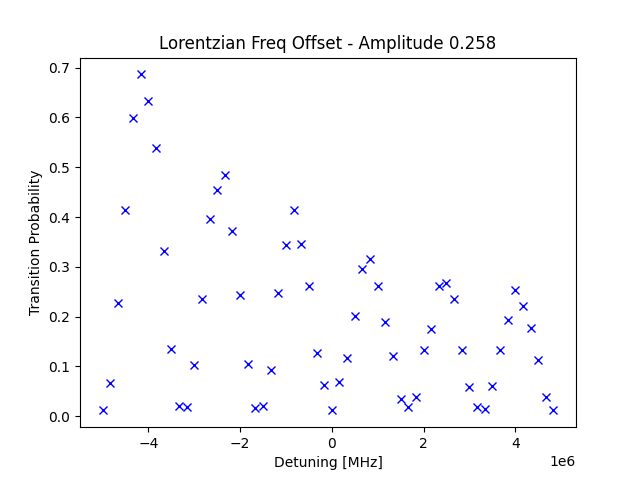 Lorentzian Freq Offset - Amplitude 0.258
Transition Probability
0.7
0.6
0.5
0.4
0.3
0.2
0.1
0.0
−4 −2 0 2 4
1e6
Detuning [MHz]